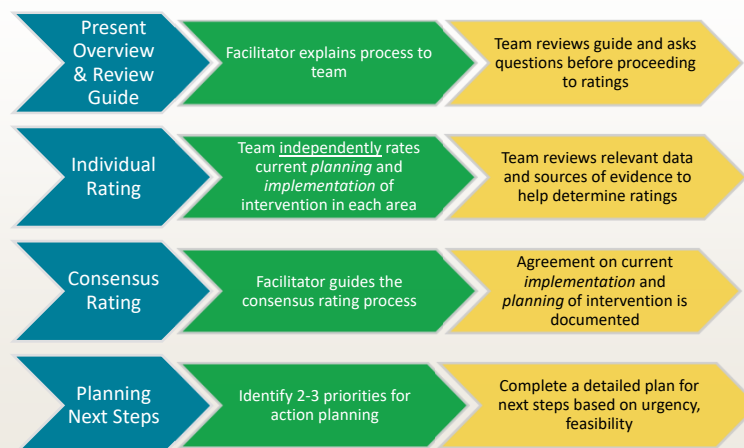 Present
Overview
& Review
Guide
Facilitator explains process to
team
Team reviews guide and asks
questions before proceeding
to ratings
Individual
Rating
Team independently rates
current planning and
implementation of
intervention in each area
Team reviews relevant data
and sources of evidence to
help determine ratings
Consensus
Rating
Facilitator guides the
consensus rating process
Agreement on current
implementation and
planning of intervention is
documented
Planning
Next Steps
Identify 2-3 priorities for
action planning
Complete a detailed plan for
next steps based on urgency,
feasibility